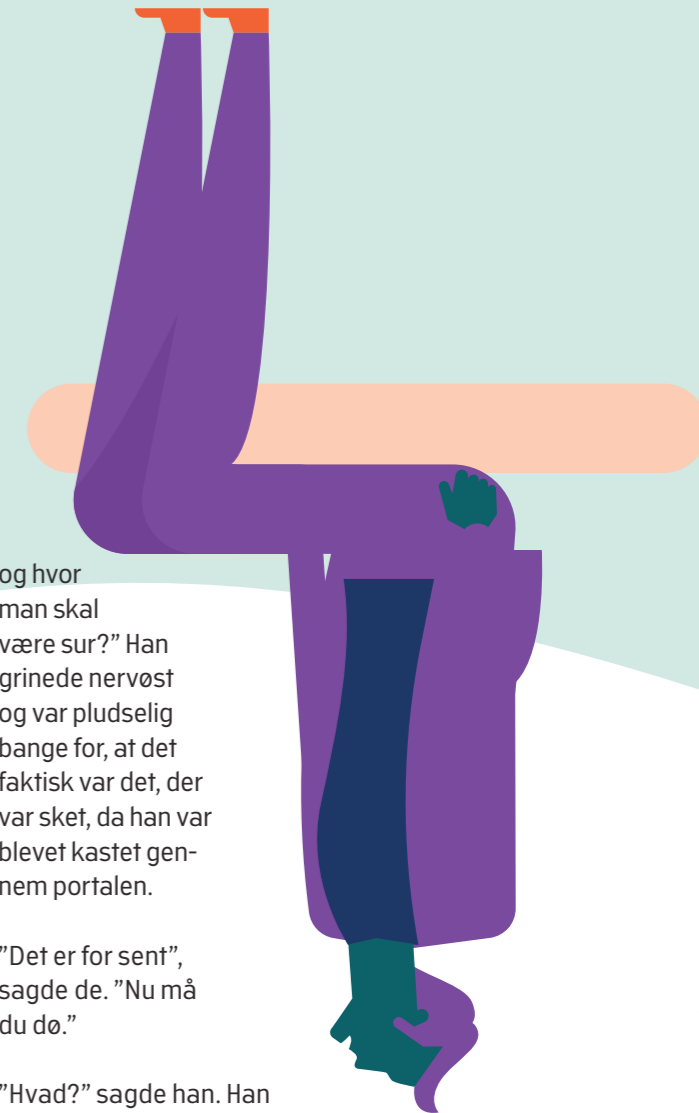 og hvor
man skal
være sur?” Han
grinede nervøst
og var pludselig
bange for, at det
faktisk var det, der
var sket, da han var
blevet kastet gen-
nem portalen.
”Det er for sent”,
sagde de. ”Nu må
du dø.”
”Hvad?” sagde han. Han